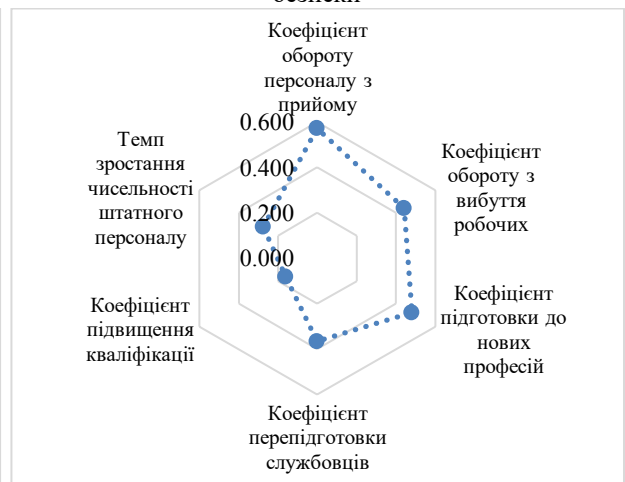 Коефіцієнт
обороту
персоналу з
прийому
0.600
0.400
0.200
0.000
Коефіцієнт
обороту з
вибуття
робочих
Коефіцієнт
підготовки до
нових
професій
Коефіцієнт
перепідготовки
службовців
Коефіцієнт
підвищення
кваліфікації
Темп
зростання
чисельності
штатного
персоналу